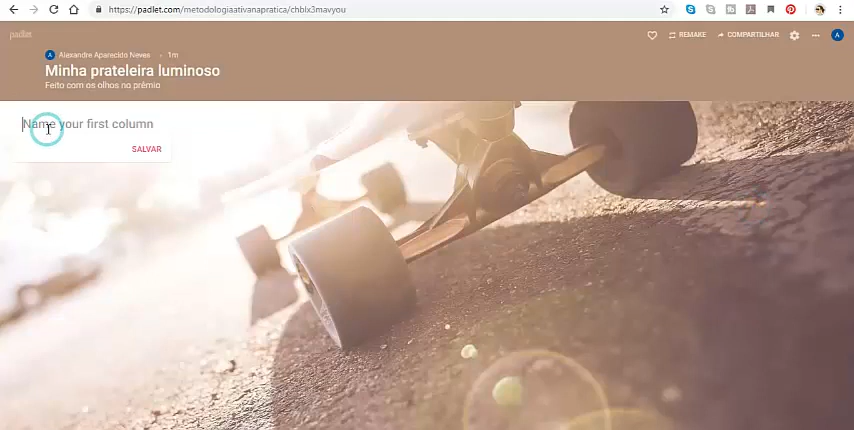 https://padlet.com/metodologiaativanapratica/chblx3mavyou
padlet
REMAKE
COMPARTILHAR
A
A
Alexandre Aparecido Neves • 1m
Minha prateleira luminoso
Feito com os olhos no prêmio
Name your first column
SALVAR